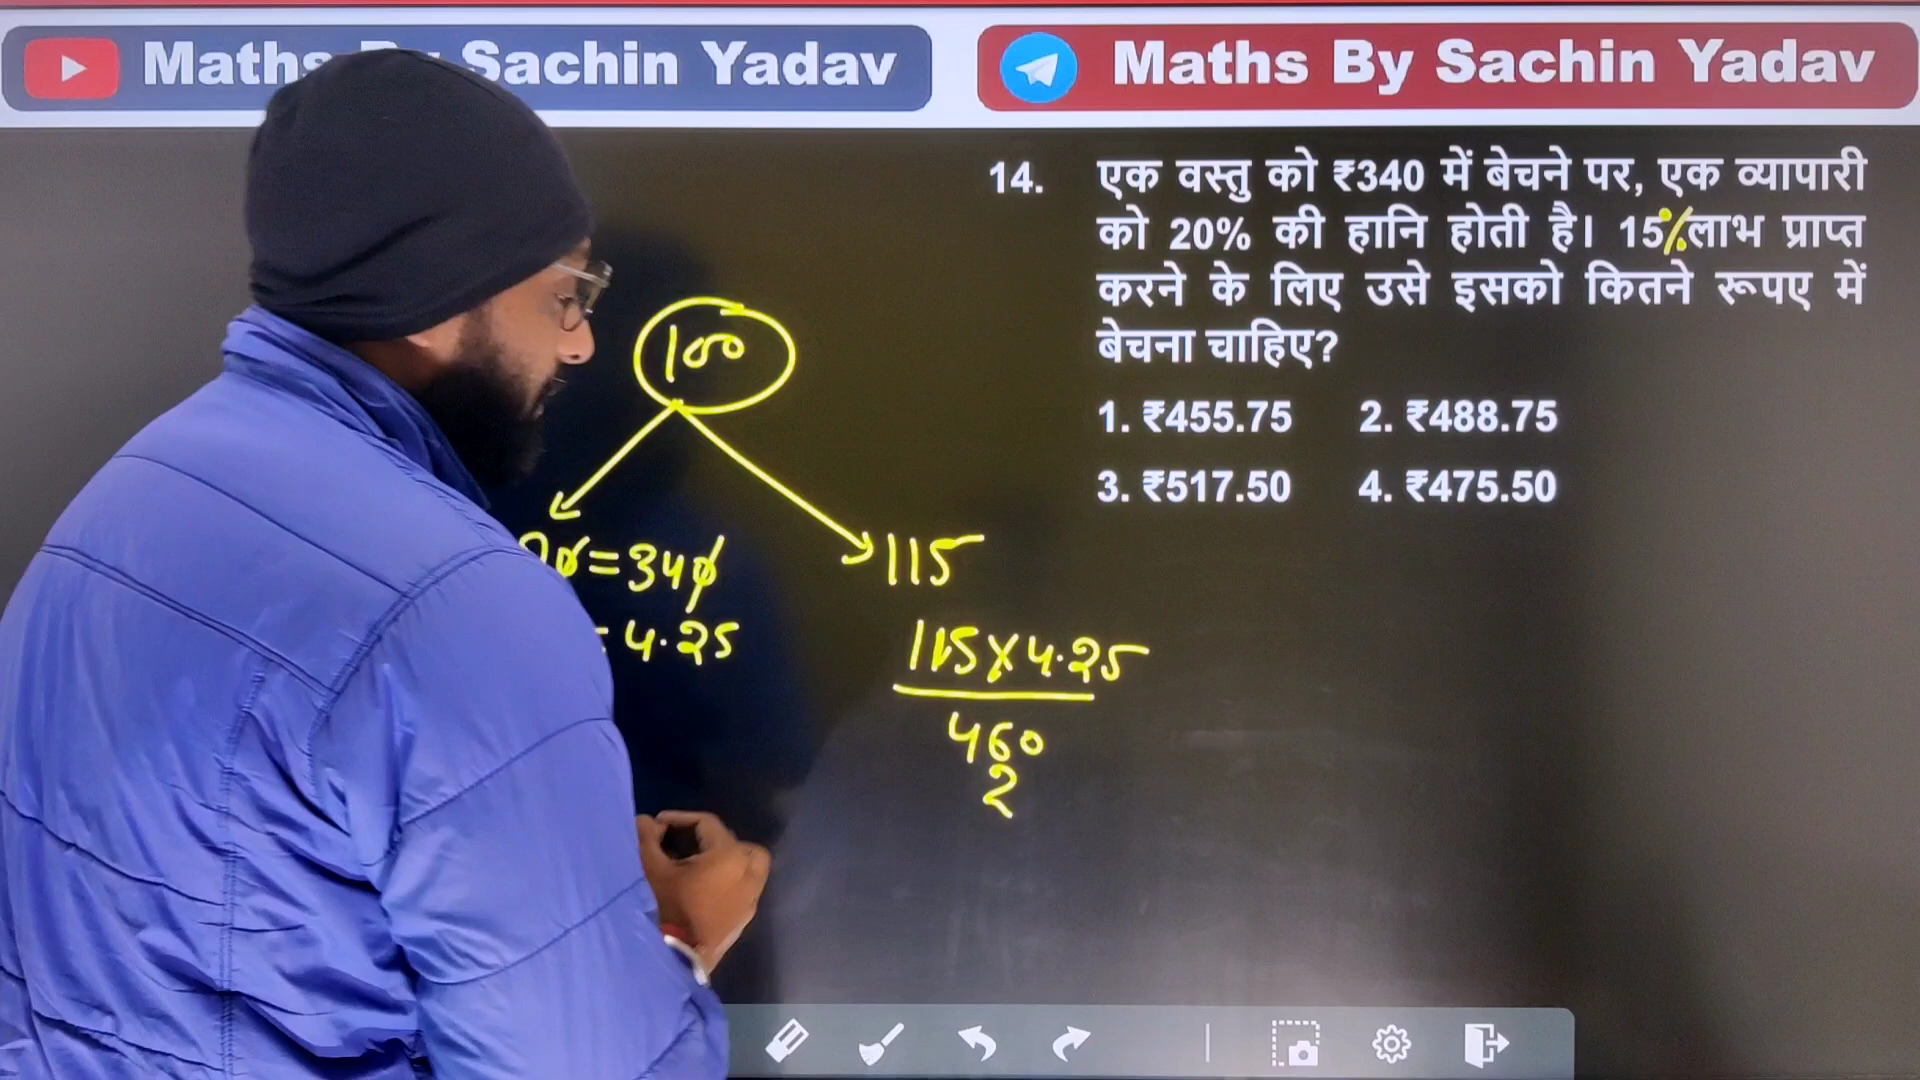 Maths By Sachin Yadav
Maths By Sachin Yadav
14. एक वस्तु को ₹340 में बेचने पर, एक व्यापारी
को 20% की हानि होती है। 15%लाभ प्राप्त
करने के लिए उसे इसको कितने रूपए में
बेचना चाहिए?
1. ₹455.75 2. ₹488.75
3. ₹517.50 4. ₹475.50
100
0=340
= 4.25
115
115x4.25
460
2